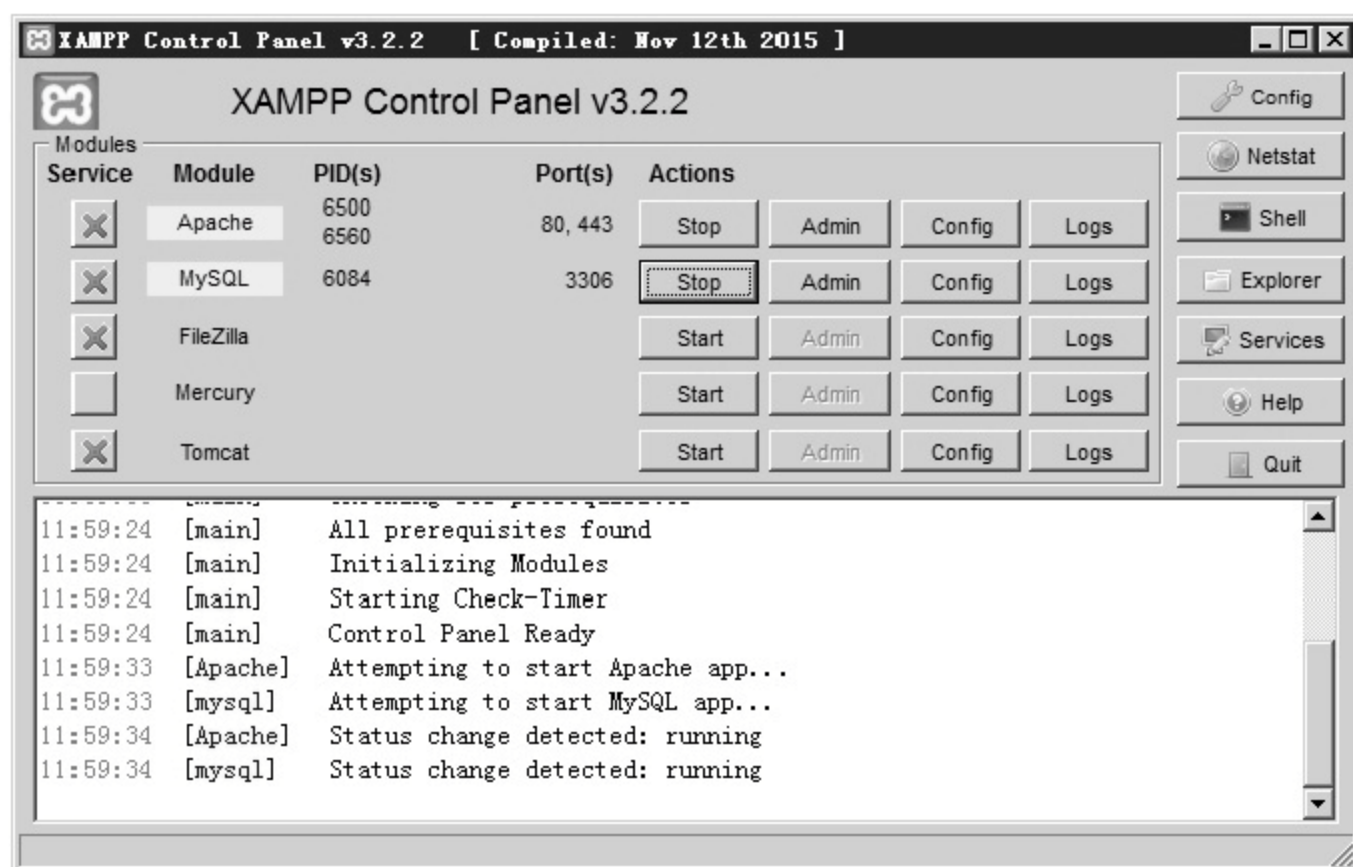 XAMPP Control Panel v3.2.2 [ Compiled: Nov 12th 2015 ]
XAMPP Control Panel v3.2.2
Config
Modules
Netstat
Service Module PID(s) Port(s) Actions
Apache 6500 6560 80, 443 Stop Admin Config Logs
Shell
MySQL 6084 3306 Stop Admin Config Logs
Explorer
FileZilla Start Admin Config Logs
Services
Mercury Start Admin Config Logs
Help
Tomcat Start Admin Config Logs
Quit
11:59:24 [main] All prerequisites found
11:59:24 [main] Initializing Modules
11:59:24 [main] Starting Check-Timer
11:59:24 [main] Control Panel Ready
11:59:33 [Apache] Attempting to start Apache app...
11:59:33 [mysql] Attempting to start MySQL app...
11:59:34 [Apache] Status change detected: running
11:59:34 [mysql] Status change detected: running